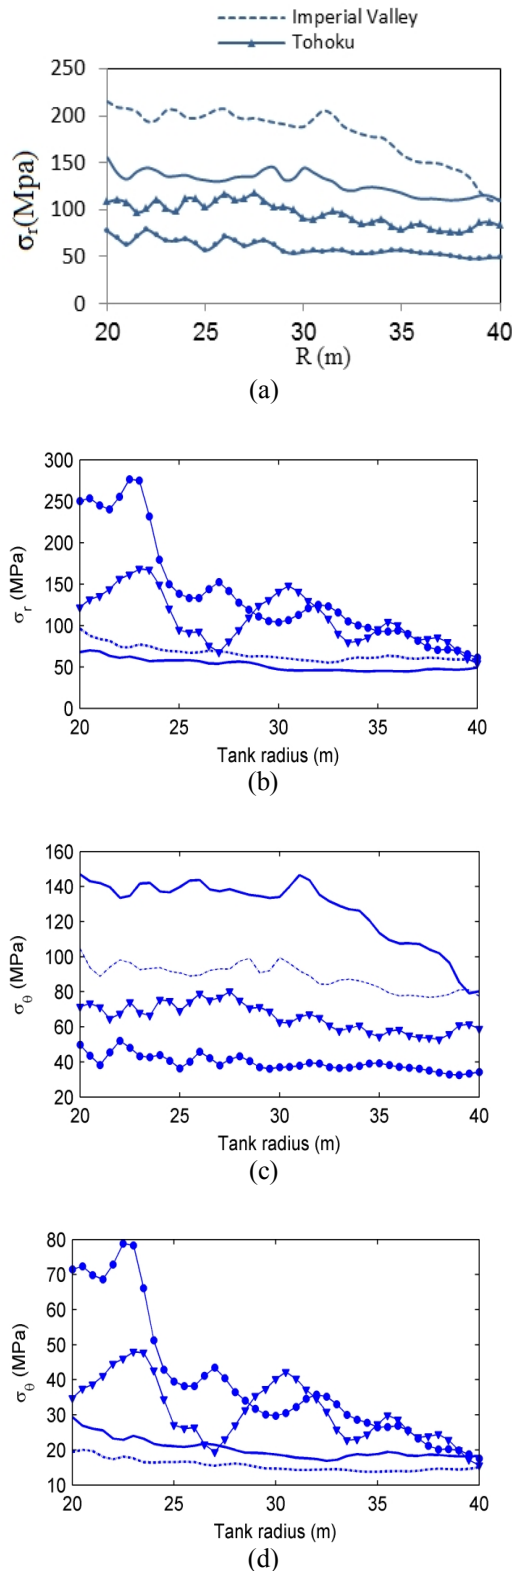 Imperial Valley
Tohoku
250
200
150
100
50
0
σr(Mpa)
20 25 30 35 40
R (m)
(a)
300
250
200
150
100
50
0
σr (MPa)
20 25 30 35 40
Tank radius (m)
(b)
160
140
120
100
80
60
40
20
σθ (MPa)
20 25 30 35 40
Tank radius (m)
(c)
80
70
60
50
40
30
20
10
σθ (MPa)
20 25 30 35 40
Tank radius (m)
(d)